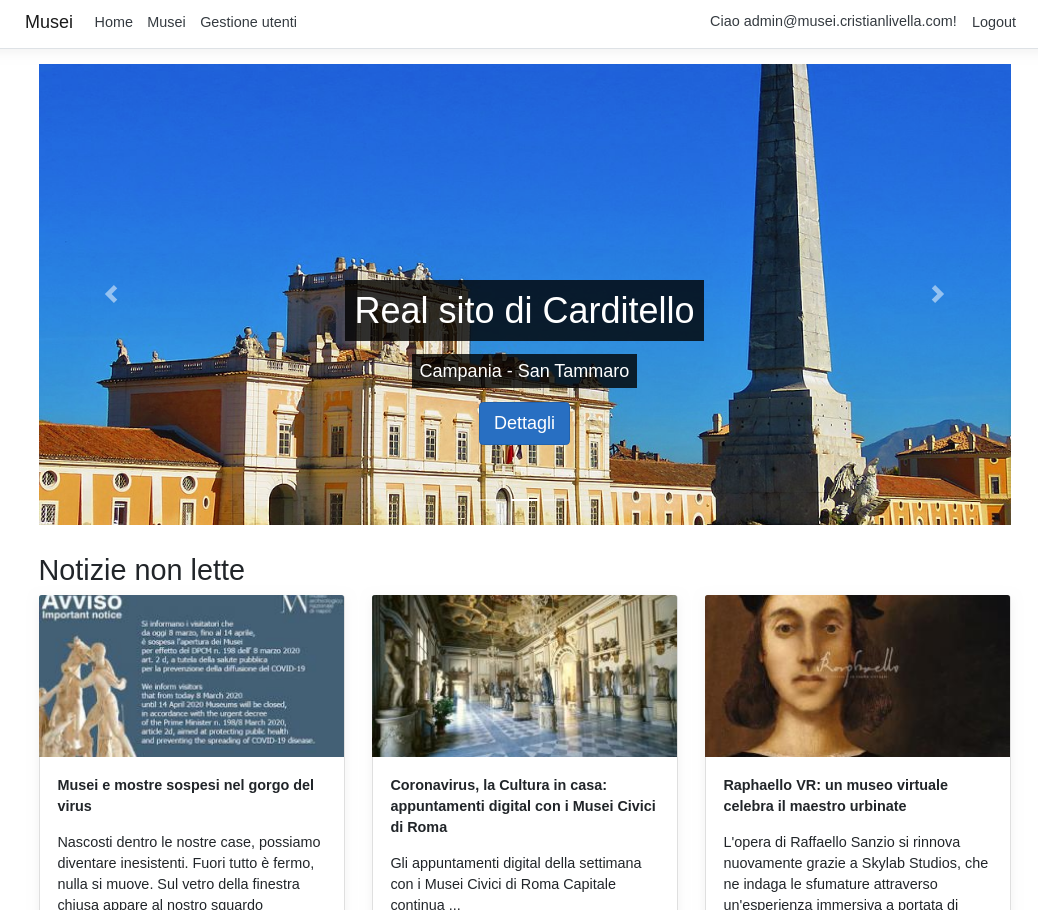 Musei Home Musei Gestione utenti Ciao admin@musei.cristianlivella.com! Logout
Real sito di Carditello
Campania - San Tammaro
Dettagli
Notizie non lette
AVVISO
Important notice
Si informano i visitatori che
da oggi 8 marzo, fino al 14 aprile,
è sospesa l'apertura dei Musei
per effetto del DPCM n. 198 dell' 8 marzo 2020
art. 2 d, a tutela della salute pubblica
per la prevenzione della diffusione del COVID-19
We inform visitors
that from today 8 March 2020
until 14 April 2020 Museums will be closed,
in accordance with the urgent decree
of the Prime Minister n. 198/8 March 2020,
article 2d, aimed at protecting public health
and preventing the spreading of COVID-19 disease.
Musei e mostre sospesi nel gorgo del
virus
Nascosti dentro le nostre case, possiamo
diventare inesistenti. Fuori tutto è fermo,
nulla si muove. Sul vetro della finestra
chiusa appare al nostro sguardo
Coronavirus, la Cultura in casa:
appuntamenti digital con i Musei Civici
di Roma
Gli appuntamenti digital della settimana
con i Musei Civici di Roma Capitale
continua ...
Raphaello
Raphaello VR: un museo virtuale
celebra il maestro urbinate
L'opera di Raffaello Sanzio si rinnova
nuovamente grazie a Skylab Studios, che
ne indaga le sfumature attraverso
un'esperienza immersiva a portata di